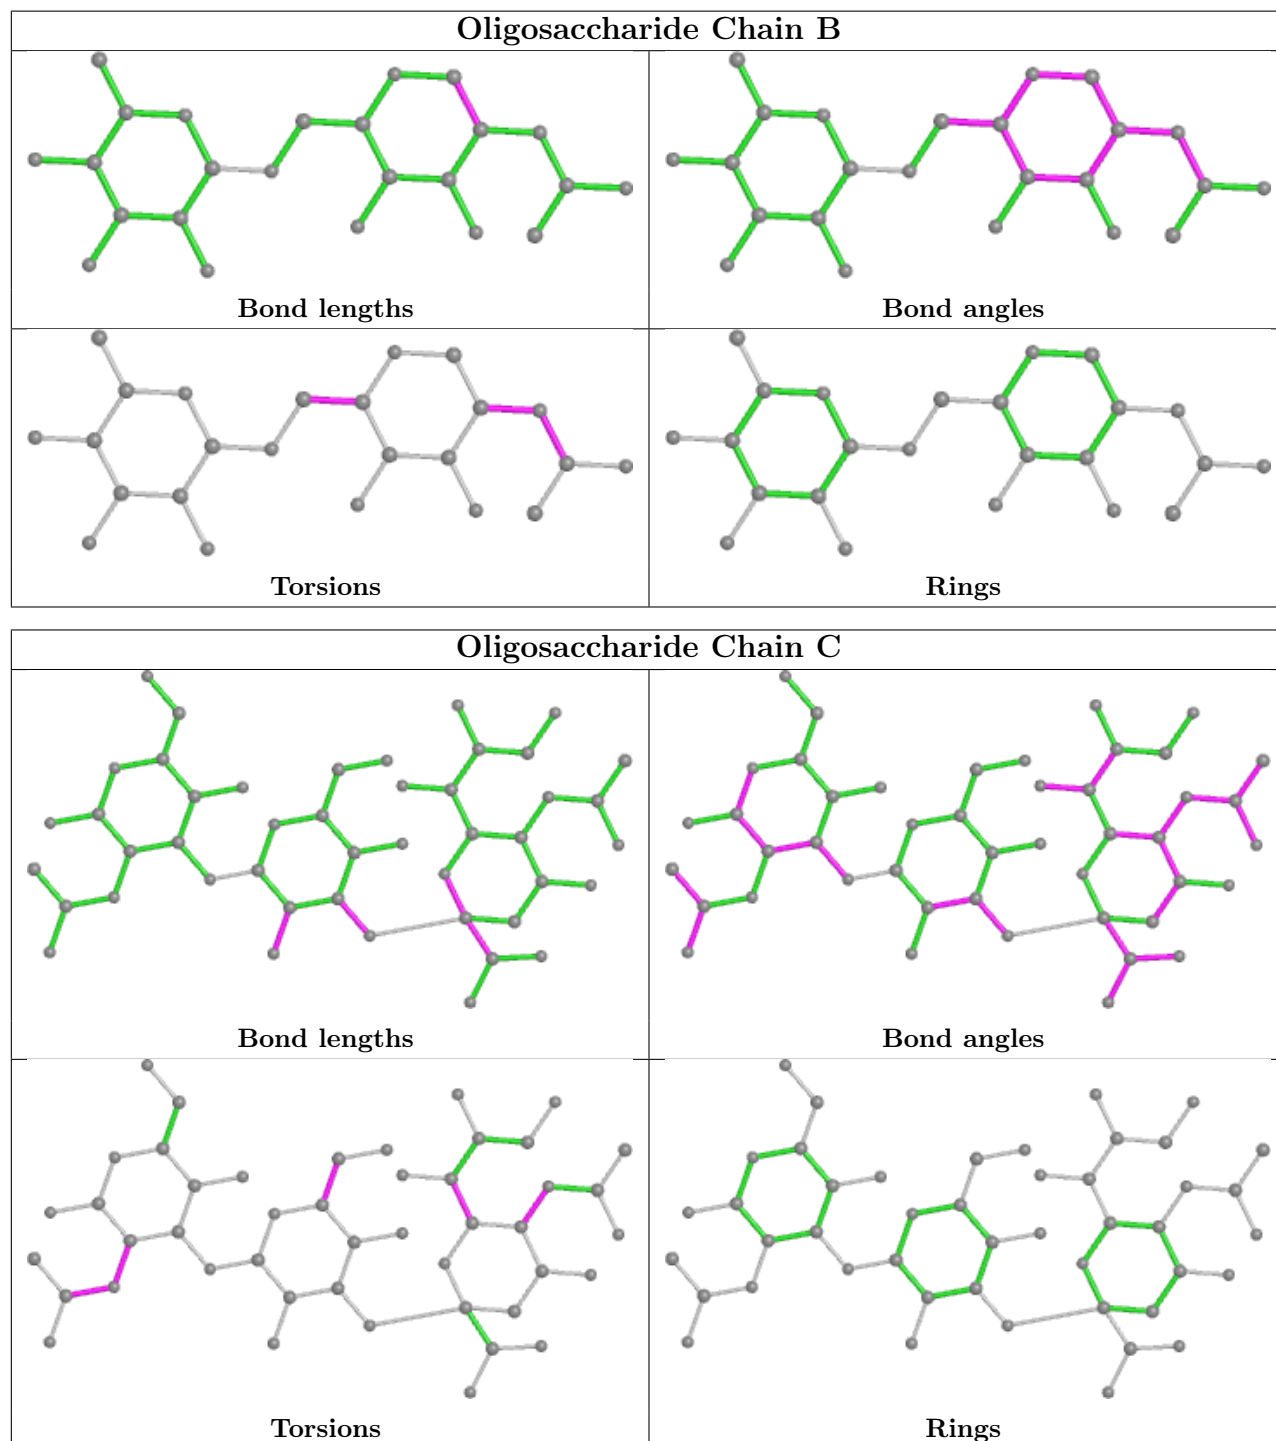 Oligosaccharide Chain B
Bond lengths
Bond angles
Torsions
Rings
Oligosaccharide Chain C
Bond lengths
Bond angles
Torsions
Rings